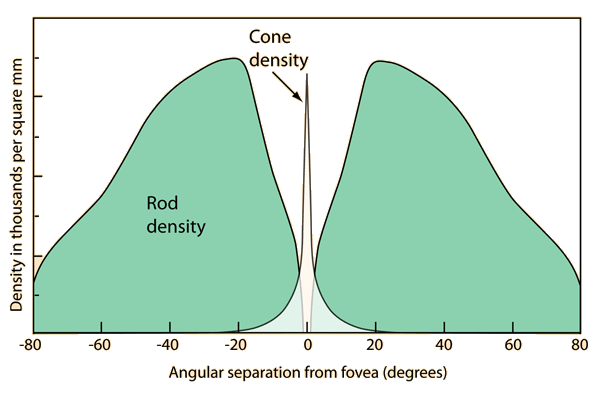 Cone
density
Rod
density
Density in thousands per square mm
-80 -60 -40 -20 0 20 40 60 80
Angular separation from fovea (degrees)